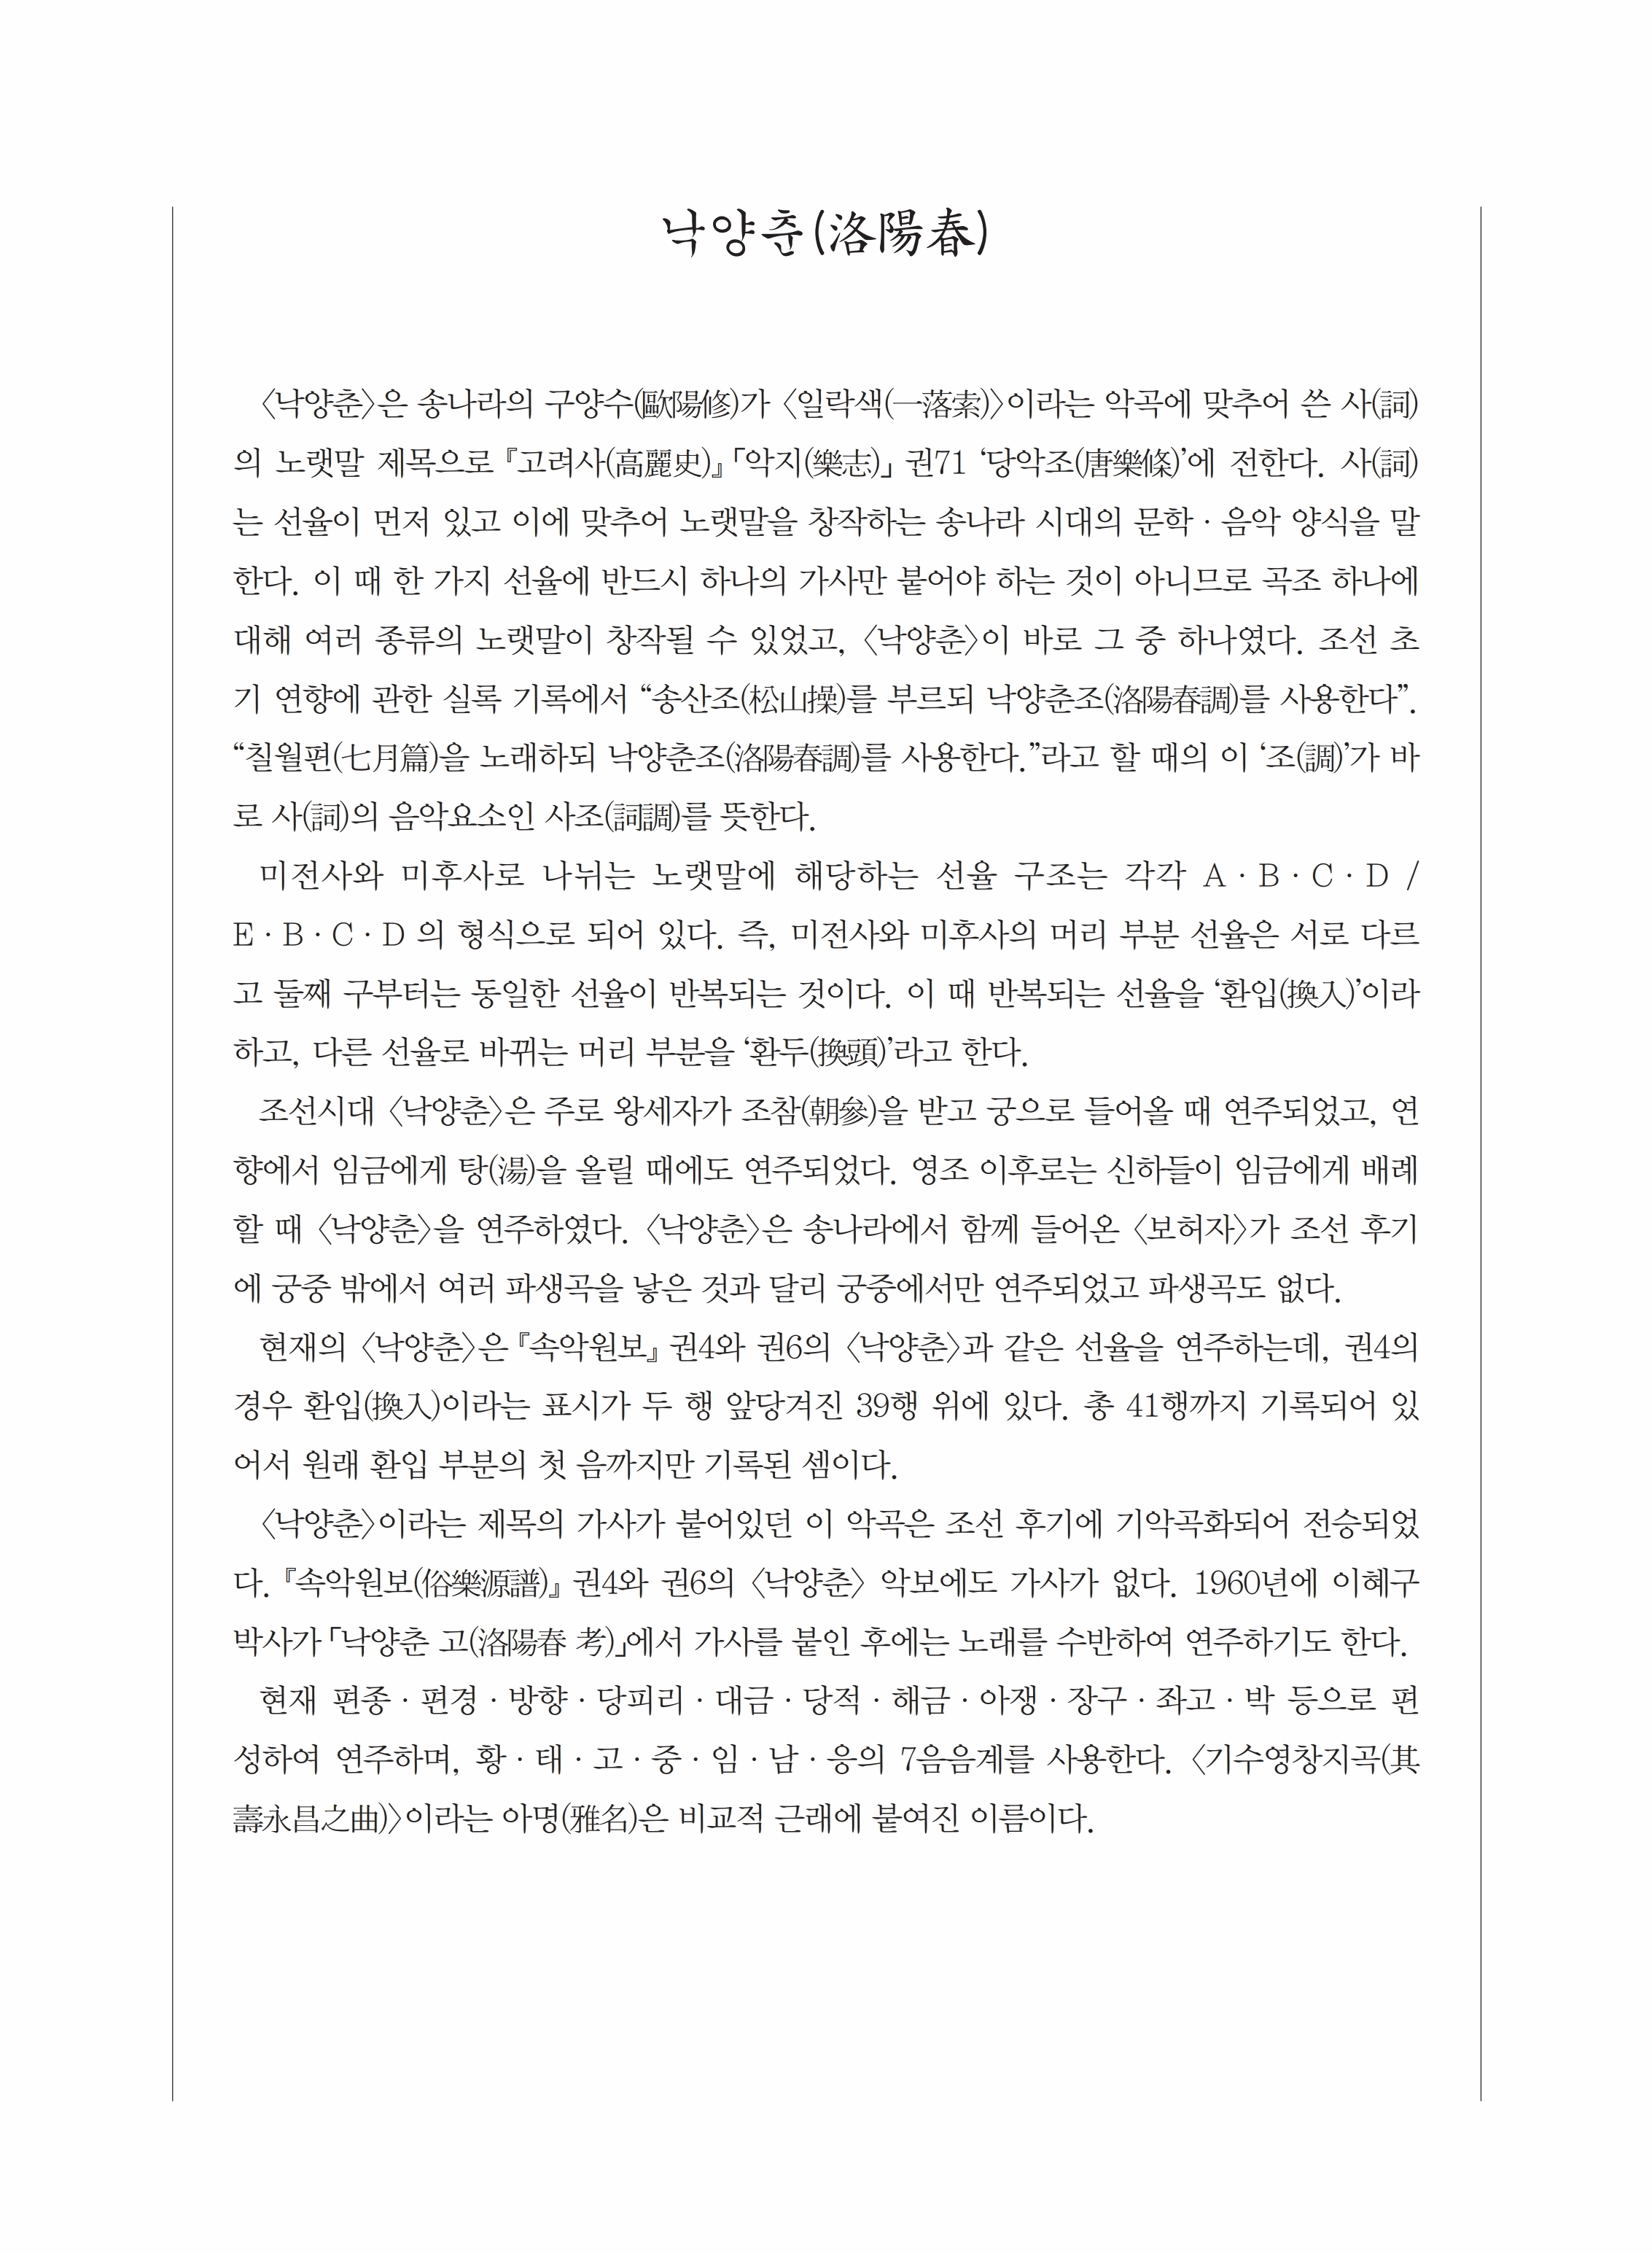 낙양춘(洛陽春)
〈낙양춘〉은 송나라의 구양수(歐陽修)가 〈일락색(一落索)〉이라는 악곡에 맞추어 쓴 사(詞)
의 노랫말 제목으로 『고려사(高麗史)』 「악지(樂志)」 권71 ‘당악조(唐樂條)’에 전한다. 사(詞)
는 선율이 먼저 있고 이에 맞추어 노랫말을 창작하는 송나라 시대의 문학·음악 양식을 말
한다. 이 때 한 가지 선율에 반드시 하나의 가사만 붙어야 하는 것이 아니므로 곡조 하나에
대해 여러 종류의 노랫말이 창작될 수 있었고, 〈낙양춘〉이 바로 그 중 하나였다. 조선 초
기 연향에 관한 실록 기록에서 “송산조(松山操)를 부르되 낙양춘조(洛陽春調)를 사용한다”.
“칠월편(七月篇)을 노래하되 낙양춘조(洛陽春調)를 사용한다.”라고 할 때의 이 ‘조(調)’가 바
로 사(詞)의 음악요소인 사조(詞調)를 뜻한다.
미전사와 미후사로 나뉘는 노랫말에 해당하는 선율 구조는 각각 A·B·C·D /
E·B·C·D 의 형식으로 되어 있다. 즉, 미전사와 미후사의 머리 부분 선율은 서로 다르
고 둘째 구부터는 동일한 선율이 반복되는 것이다. 이 때 반복되는 선율을 ‘환입(換入)’이라
하고, 다른 선율로 바뀌는 머리 부분을 ‘환두(換頭)’라고 한다.
조선시대 〈낙양춘〉은 주로 왕세자가 조참(朝參)을 받고 궁으로 들어올 때 연주되었고, 연
향에서 임금에게 탕(湯)을 올릴 때에도 연주되었다. 영조 이후로는 신하들이 임금에게 배례
할 때 〈낙양춘〉을 연주하였다. 〈낙양춘〉은 송나라에서 함께 들어온 〈보허자〉가 조선 후기
에 궁중 밖에서 여러 파생곡을 낳은 것과 달리 궁중에서만 연주되었고 파생곡도 없다.
현재의 〈낙양춘〉은 『속악원보』 권4와 권6의 〈낙양춘〉과 같은 선율을 연주하는데, 권4의
경우 환입(換入)이라는 표시가 두 행 앞당겨진 39행 위에 있다. 총 41행까지 기록되어 있
어서 원래 환입 부분의 첫 음까지만 기록된 셈이다.
〈낙양춘〉이라는 제목의 가사가 붙어있던 이 악곡은 조선 후기에 기악곡화되어 전승되었
다. 『속악원보(俗樂源譜)』 권4와 권6의 〈낙양춘〉 악보에도 가사가 없다. 1960년에 이혜구
박사가 「낙양춘 고(洛陽春 考)」에서 가사를 붙인 후에는 노래를 수반하여 연주하기도 한다.
현재 편종·편경·방향·당피리·대금·당적·해금·아쟁·장구·좌고·박 등으로 편
성하여 연주하며, 황·태·고·중·임·남·응의 7음음계를 사용한다. 〈기수영창지곡(其
壽永昌之曲)〉이라는 아명(雅名)은 비교적 근래에 붙여진 이름이다.